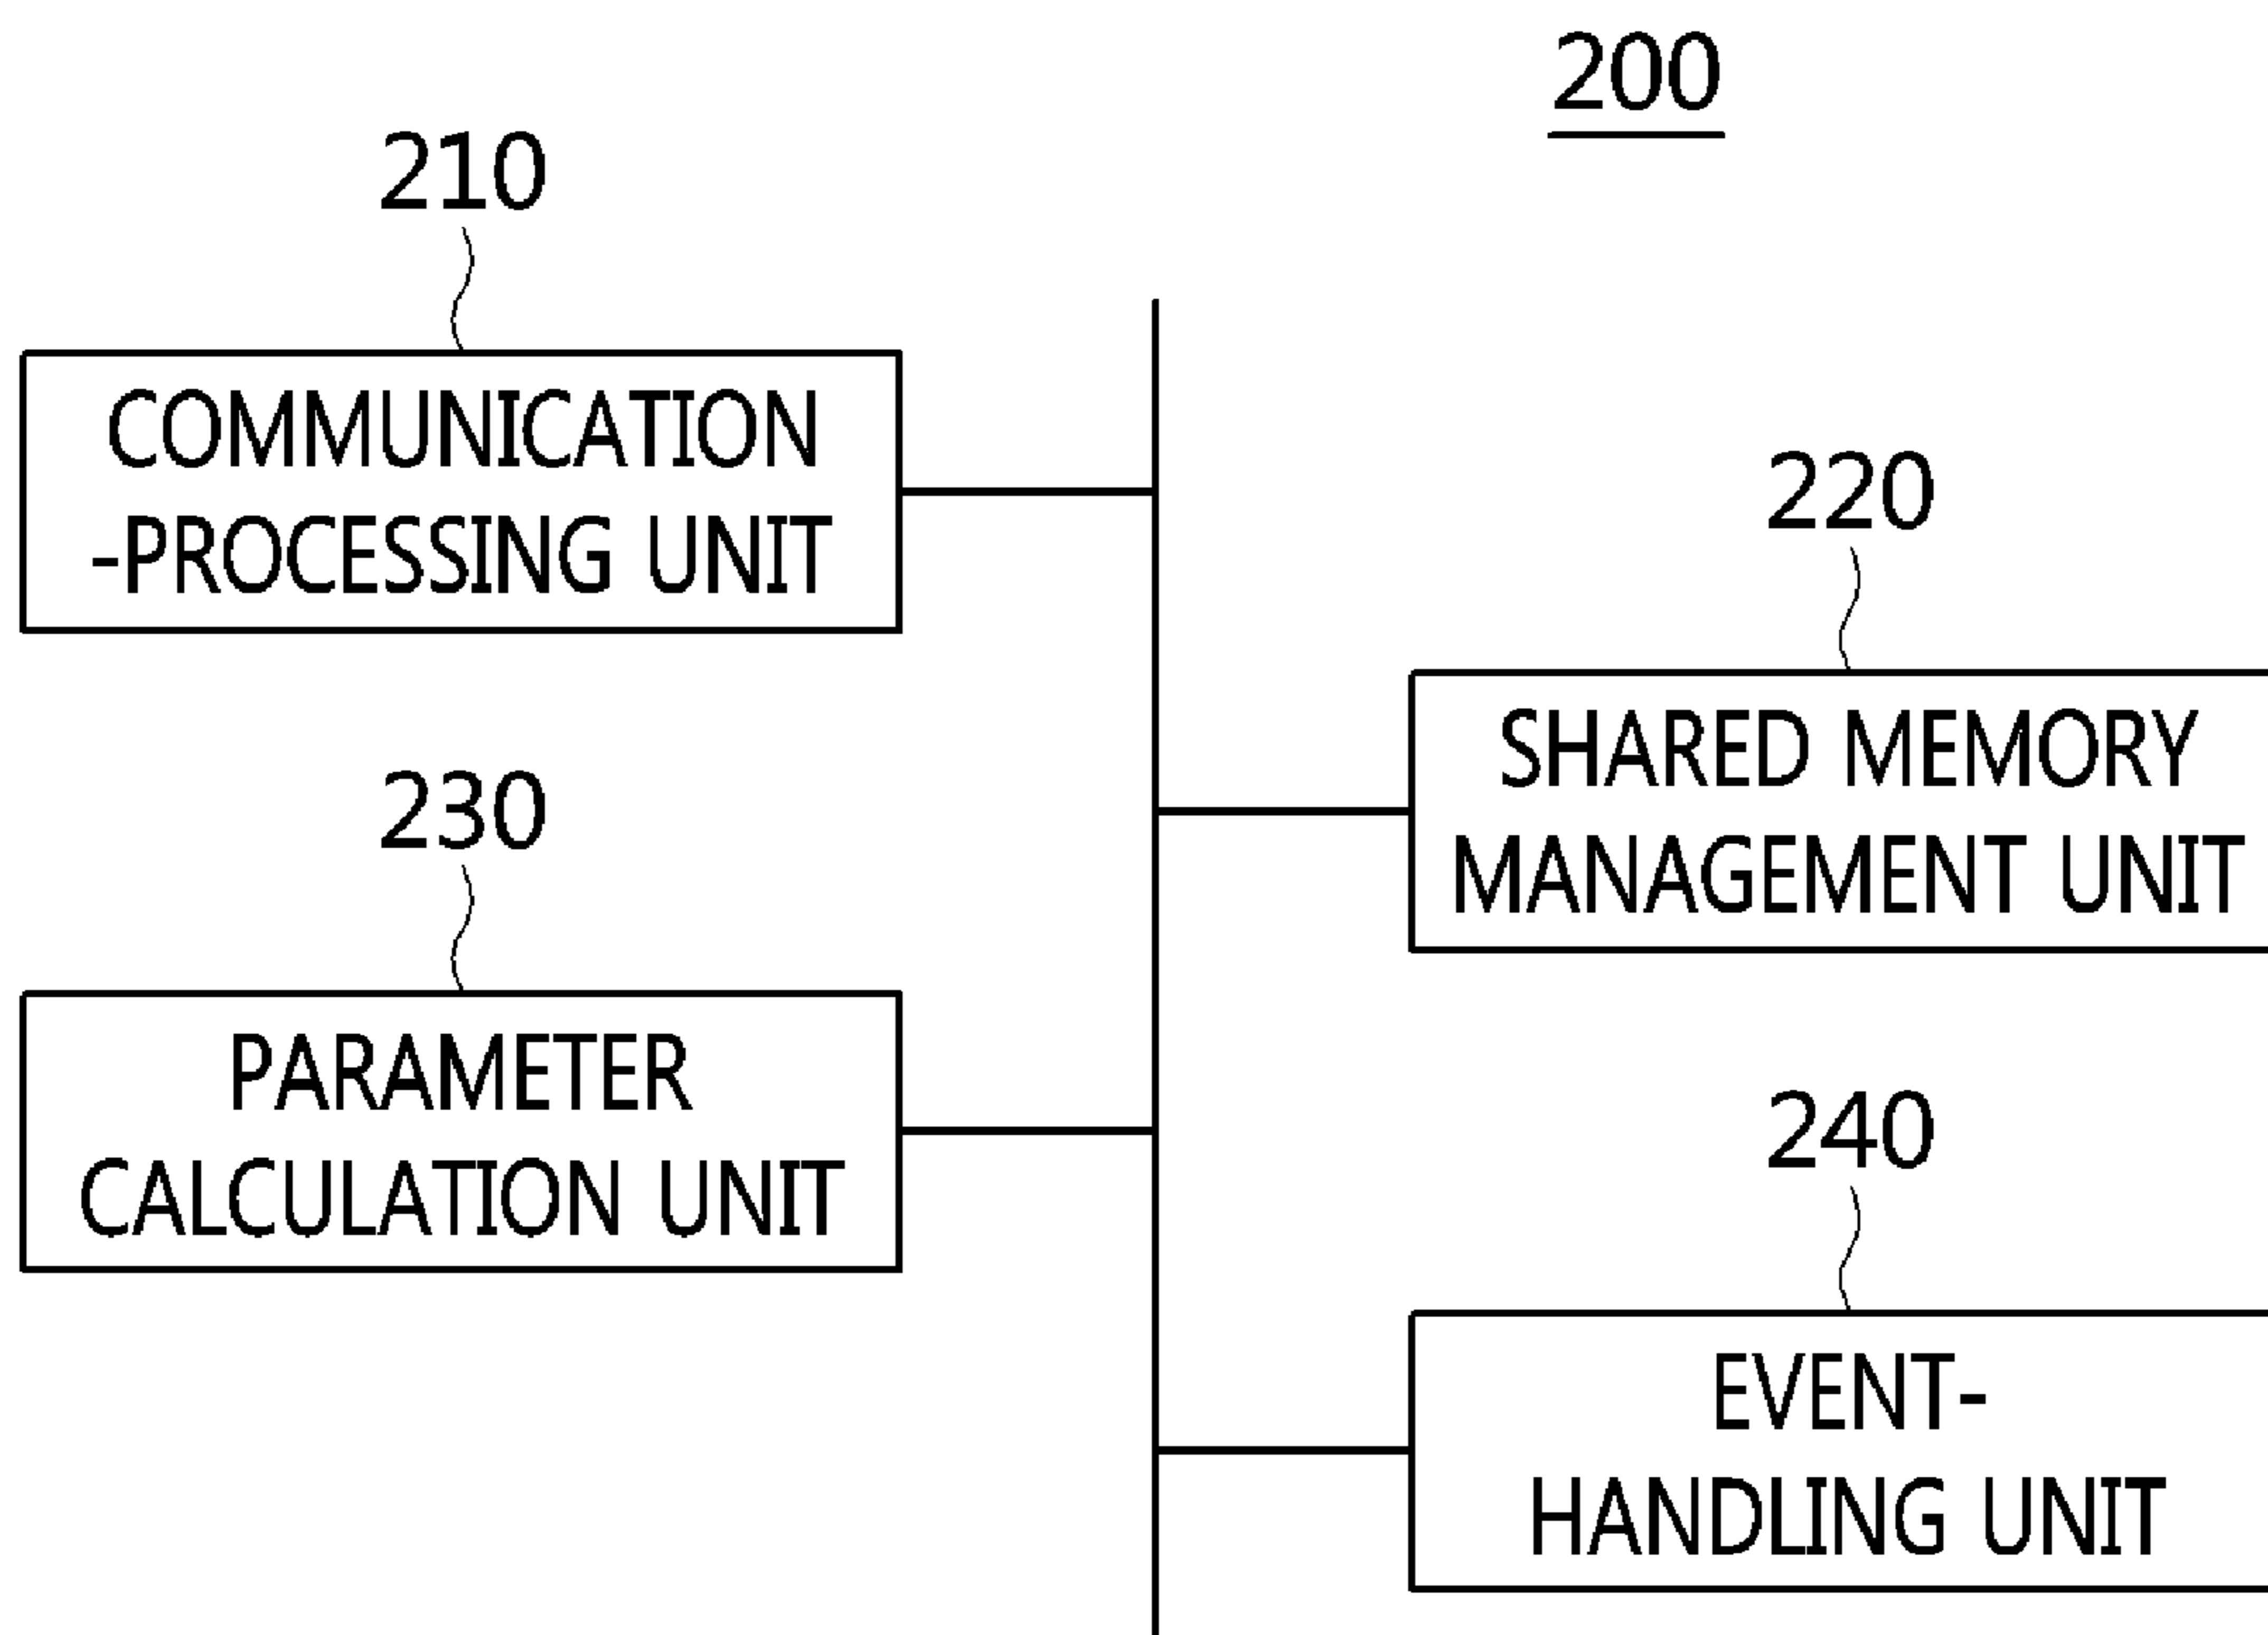 200
210
COMMUNICATION
-PROCESSING UNIT
220
SHARED MEMORY
MANAGEMENT UNIT
230
PARAMETER
CALCULATION UNIT
240
EVENT-
HANDLING UNIT